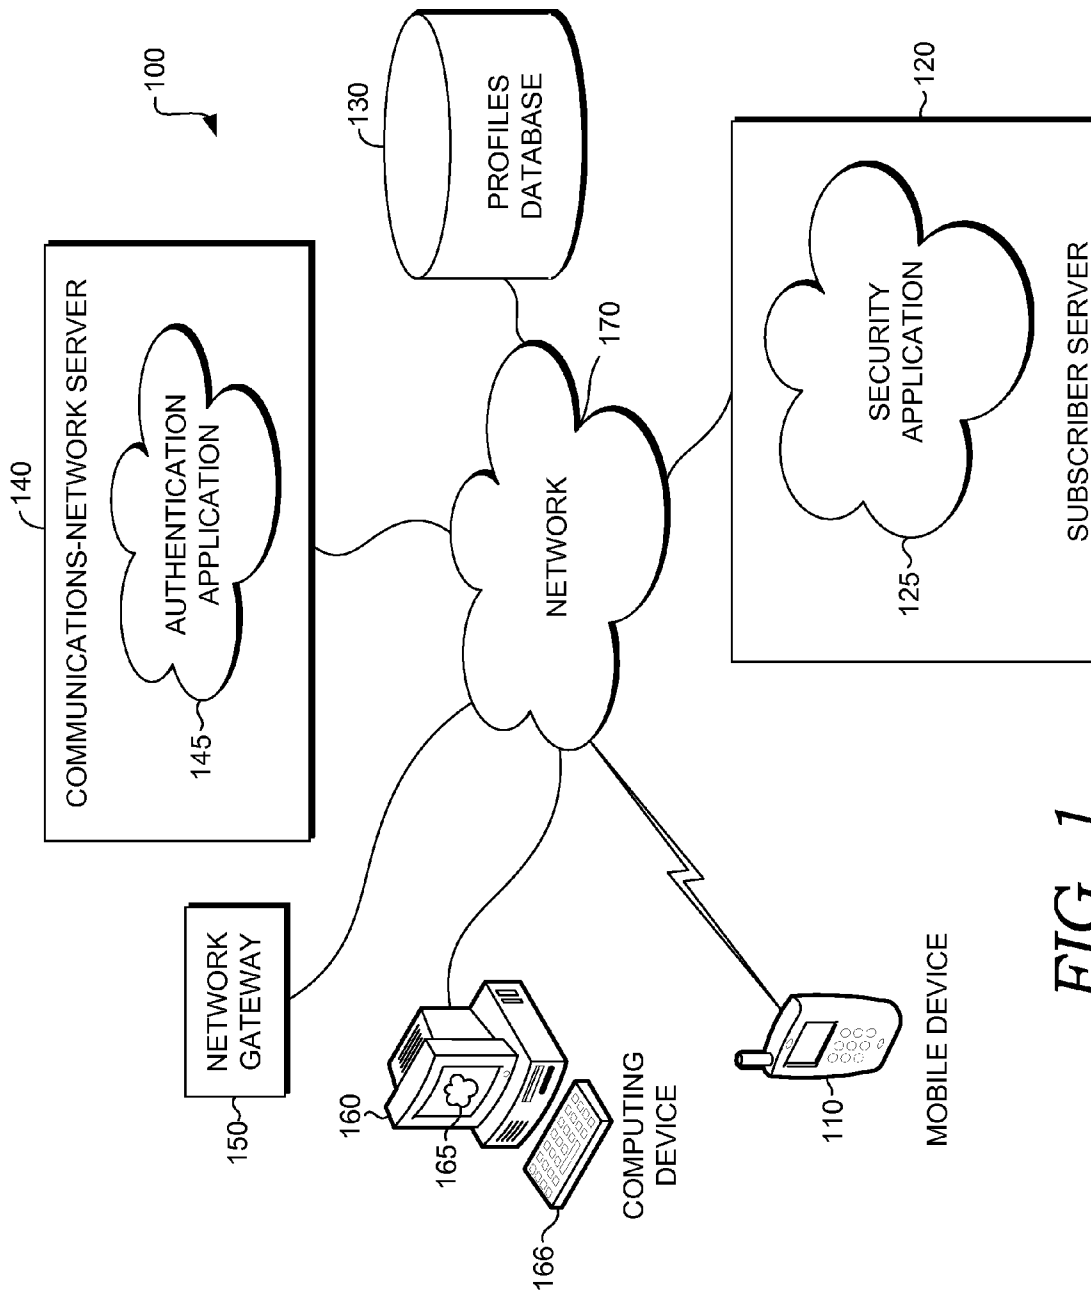 100
140
COMMUNICATIONS-NETWORK SERVER
AUTHENTICATION
APPLICATION
145
130
PROFILES
DATABASE
150
NETWORK
GATEWAY
NETWORK
170
160
165
166
COMPUTING
DEVICE
120
SECURITY
APPLICATION
125
SUBSCRIBER SERVER
110
MOBILE DEVICE
FIG. 1